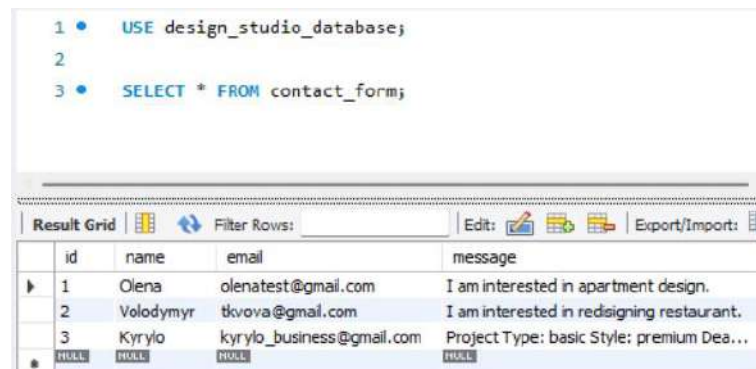 1 USE design_studio_database;
2
3 SELECT * FROM contact_form;
Result Grid Filter Rows: Edit: Export/Import:
id name email message
1 Olena olenatest@gmail.com I am interested in apartment design.
2 Volodymyr tkvova@gmail.com I am interested in redisigning restaurant.
3 Kyrylo kyrylo_business@gmail.com Project Type: basic Style: premium Dea...
NULL NULL NULL NULL